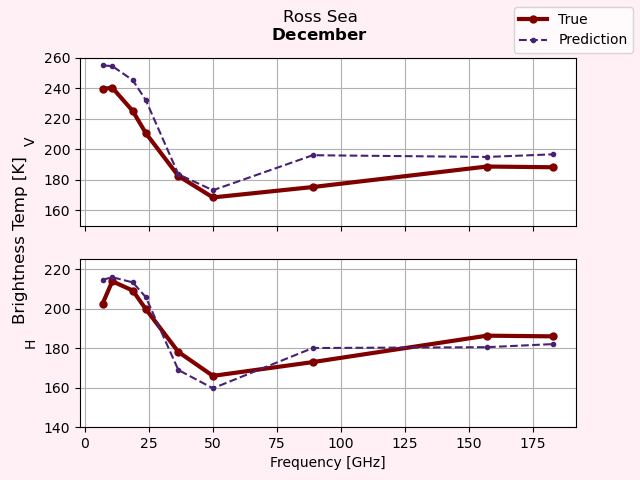 Ross Sea
December
True
Prediction
Brightness Temp [K]
V
260
240
220
200
180
160
H
220
200
180
160
140
0 25 50 75 100 125 150 175
Frequency [GHz]